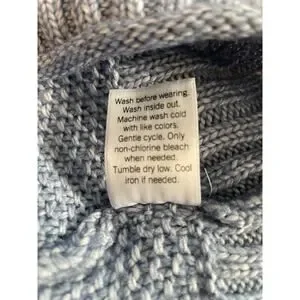 Wash before wearing.
Wash inside out.
Machine wash cold
with like colors.
Gentle cycle. Only
non-chlorine bleach
when needed.
Tumble dry low. Cool
iron if needed.